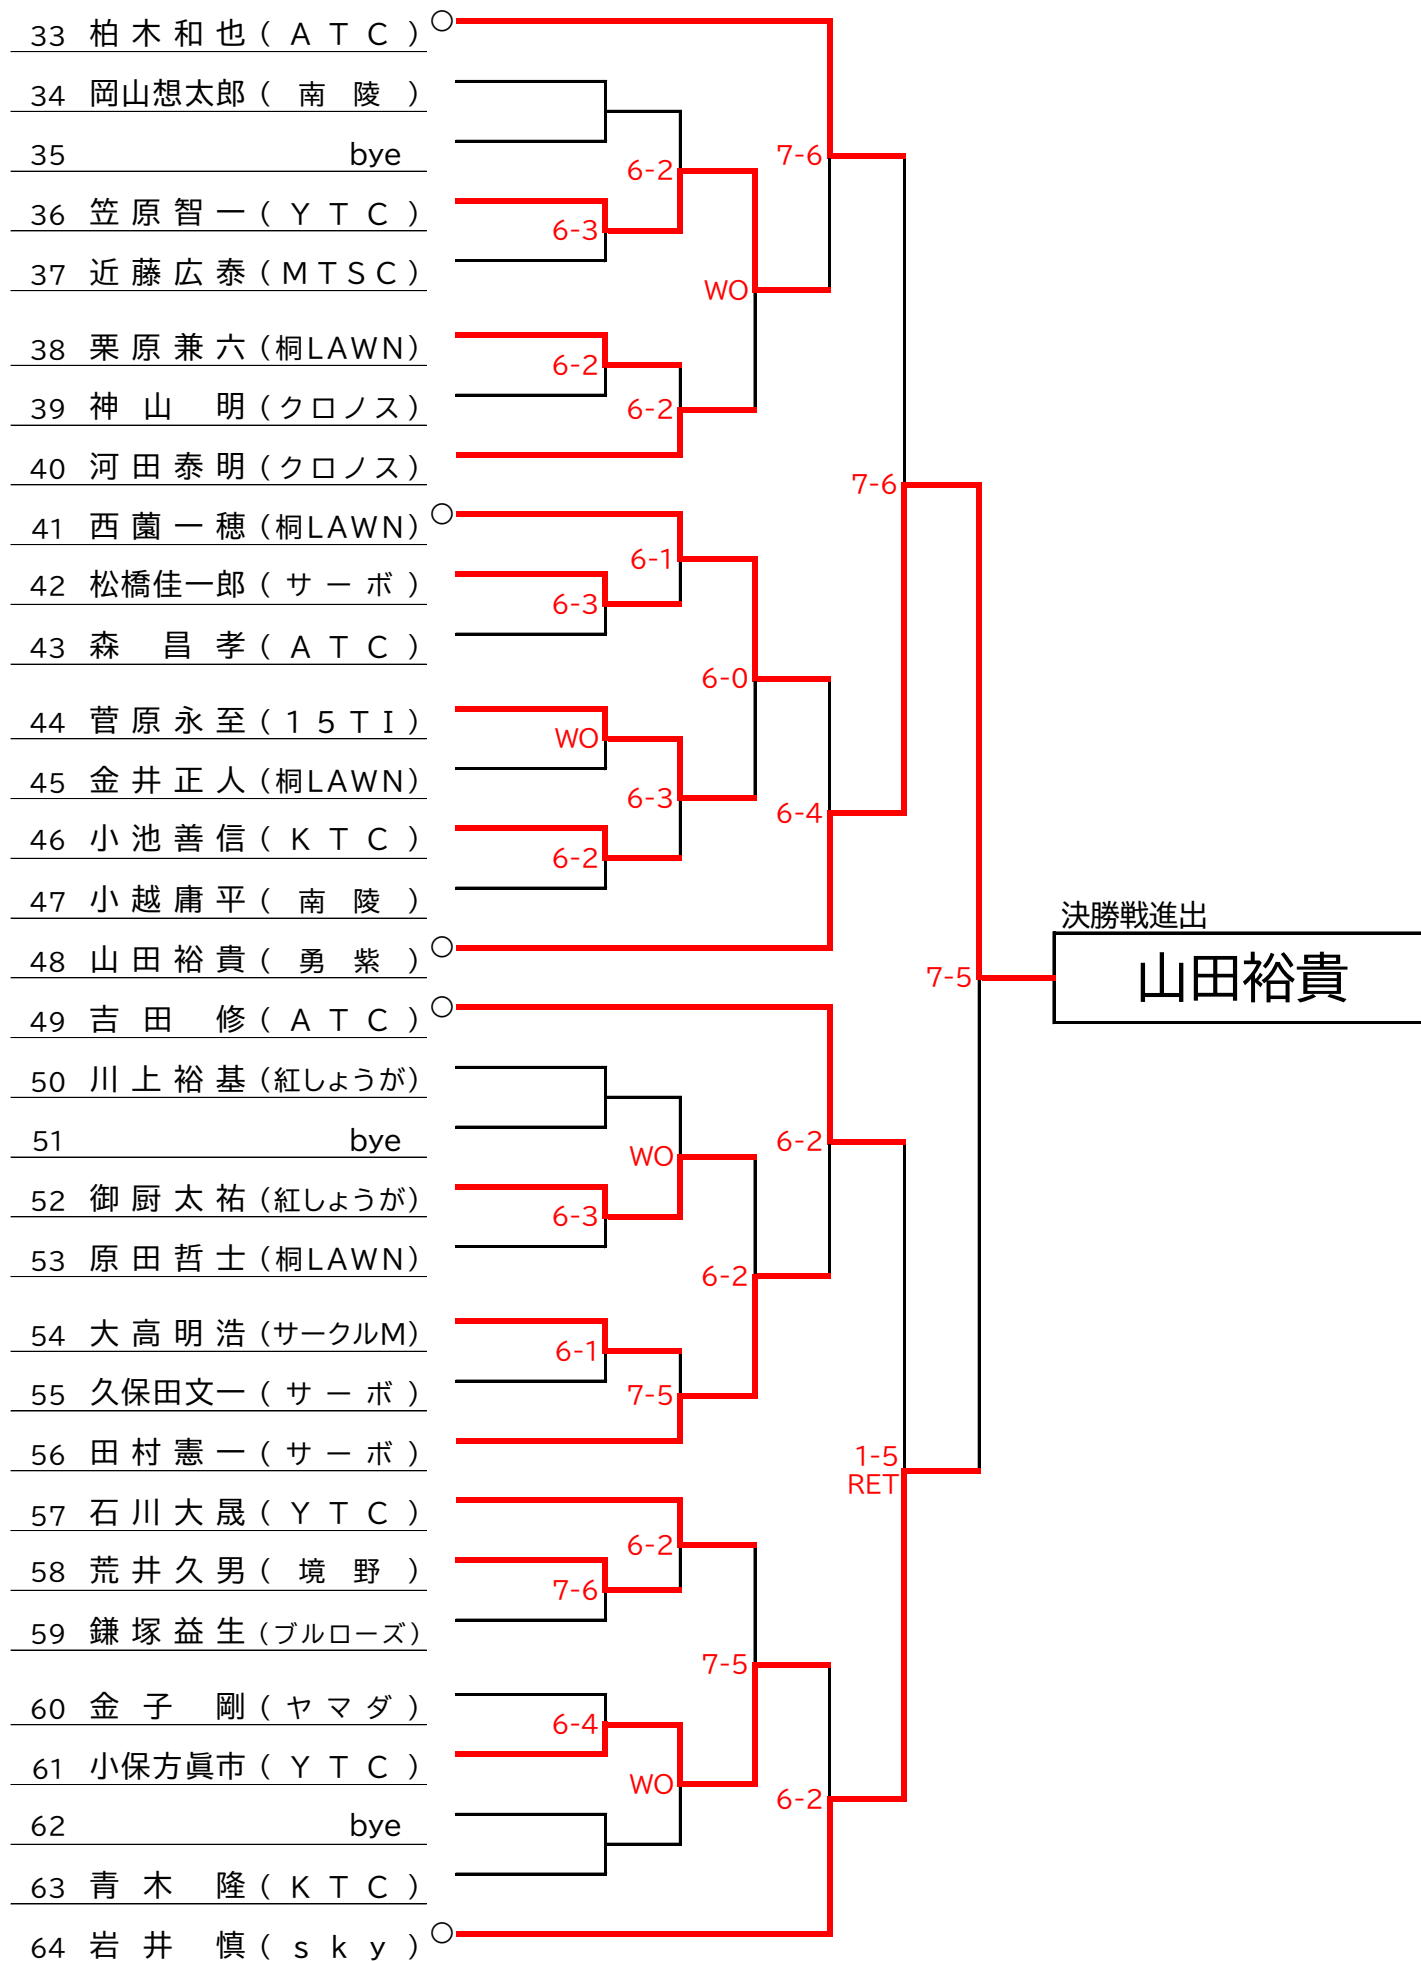 33 柏木和也(ATC) ○
34 岡山想太郎(南陵)
35 bye
7-6
6-2
36 笠原智一(YTC)
6-3
37 近藤広泰(MTSC)
WO
38 栗原兼六(桐LAWN)
6-2
39 神山 明(クロノス)
6-2
40 河田泰明(クロノス)
7-6
41 西薗一穂(桐LAWN) ○
6-1
42 松橋佳一郎(サーボ)
6-3
43 森 昌孝(ATC)
6-0
44 菅原永至(15TI)
WO
45 金井正人(桐LAWN)
6-3
6-4
46 小池善信(KTC)
6-2
47 小越庸平(南陵)
決勝戦進出
48 山田裕貴(勇紫) ○
7-5
山田裕貴
49 吉田 修(ATC) ○
50 川上裕基(紅しょうが)
51 bye
6-2
WO
52 御厨太祐(紅しょうが)
6-3
53 原田哲士(桐LAWN)
6-2
54 大高明浩(サークルM)
6-1
55 久保田文一(サーボ)
7-5
56 田村憲一(サーボ)
1-5
RET
57 石川大晟(YTC)
6-2
58 荒井久男(境野)
7-6
59 鎌塚益生(ブルローズ)
7-5
60 金子 剛(ヤマダ)
6-4
61 小保方眞市(YTC)
WO
6-2
62 bye
63 青木 隆(KTC)
64 岩井 慎(sky) ○